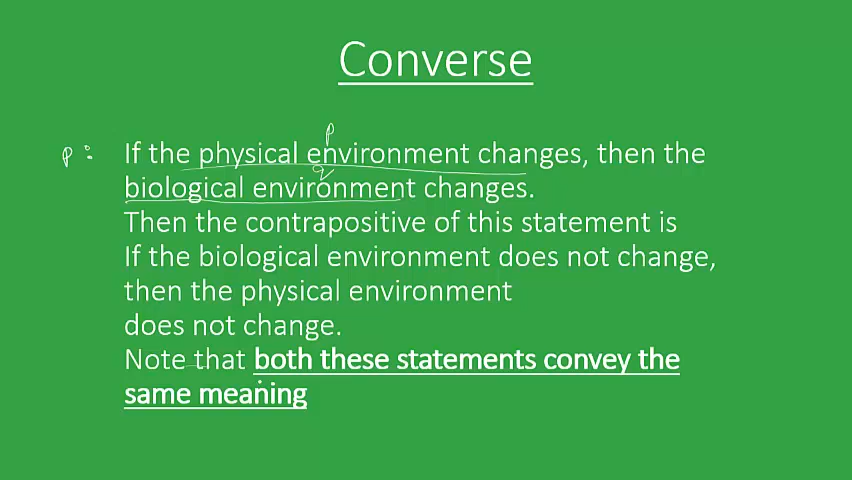 Converse
p
p : If the physical environment changes, then the
q
biological environment changes.
Then the contrapositive of this statement is
If the biological environment does not change,
then the physical environment
does not change.
Note that both these statements convey the
same meaning